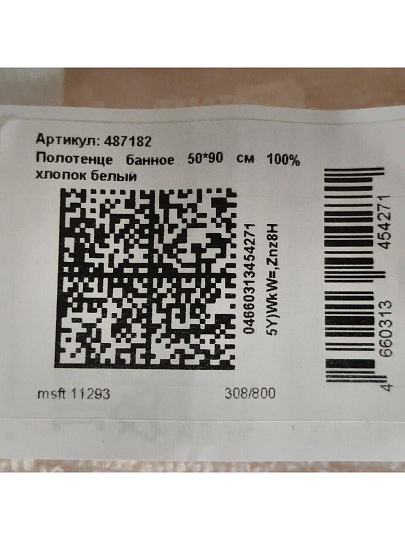 Артикул: 487182
Полотенце банное 50*90 см 100%
хлопок белый
04660313454271
5Y)WkW=,Znz8H
4 660313 454271
msft 11293
308/800